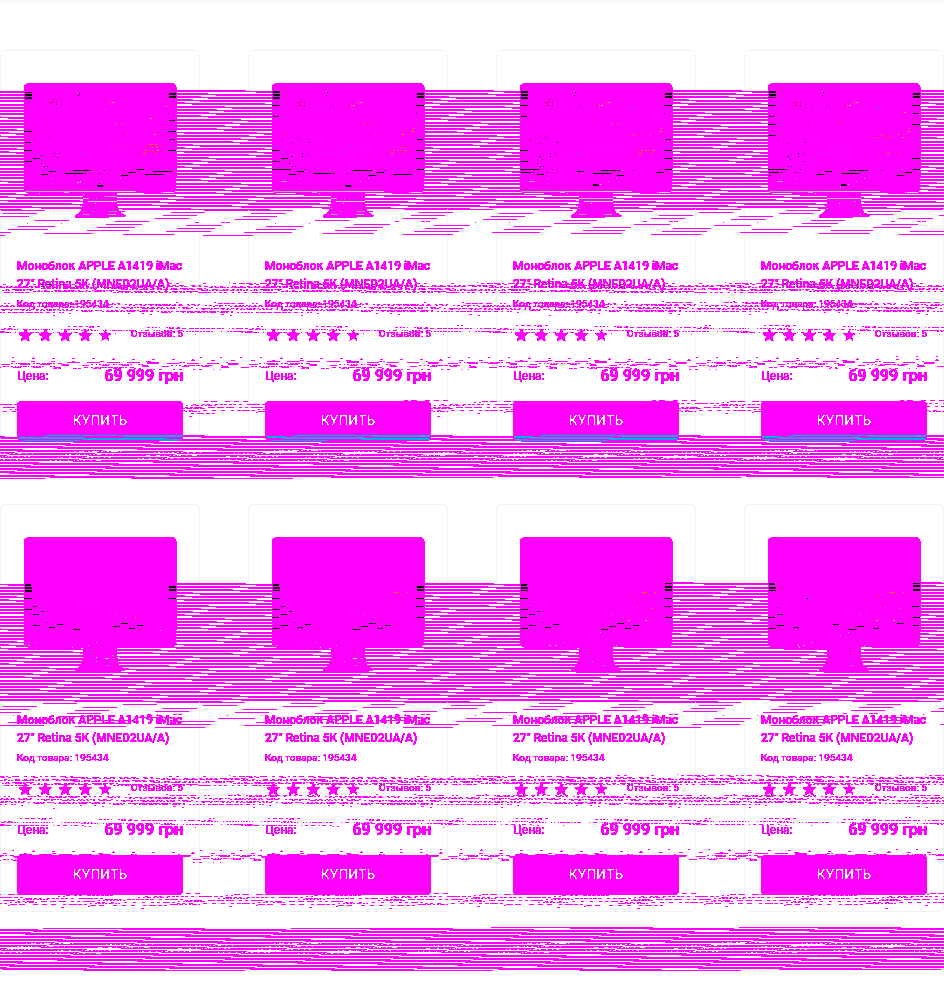 Моноблок APPLE A1419 iMac Моноблок APPLE A1419 iMac Моноблок APPLE A1419 iMac Моноблок APPLE A1419 iMac
27" Retina 5K (MNED2UA/A) 27" Retina 5K (MNED2UA/A) 27" Retina 5K (MNED2UA/A) 27" Retina 5K (MNED2UA/A)
Код товара: 195434 Код товара: 195434 Код товара: 195434 Код товара: 195434
Отзывов: 5 Отзывов: 5 Отзывов: 5 Отзывов: 5
Цена: 69 999 грн Цена: 69 999 грн Цена: 69 999 грн Цена: 69 999 грн
КУПИТЬ КУПИТЬ КУПИТЬ КУПИТЬ
Моноблок APPLE A1419 iMac Моноблок APPLE A1419 iMac Моноблок APPLE A1419 iMac Моноблок APPLE A1419 iMac
27" Retina 5K (MNED2UA/A) 27" Retina 5K (MNED2UA/A) 27" Retina 5K (MNED2UA/A) 27" Retina 5K (MNED2UA/A)
Код товара: 195434 Код товара: 195434 Код товара: 195434 Код товара: 195434
Отзывов: 5 Отзывов: 5 Отзывов: 5 Отзывов: 5
Цена: 69 999 грн Цена: 69 999 грн Цена: 69 999 грн Цена: 69 999 грн
КУПИТЬ КУПИТЬ КУПИТЬ КУПИТЬ